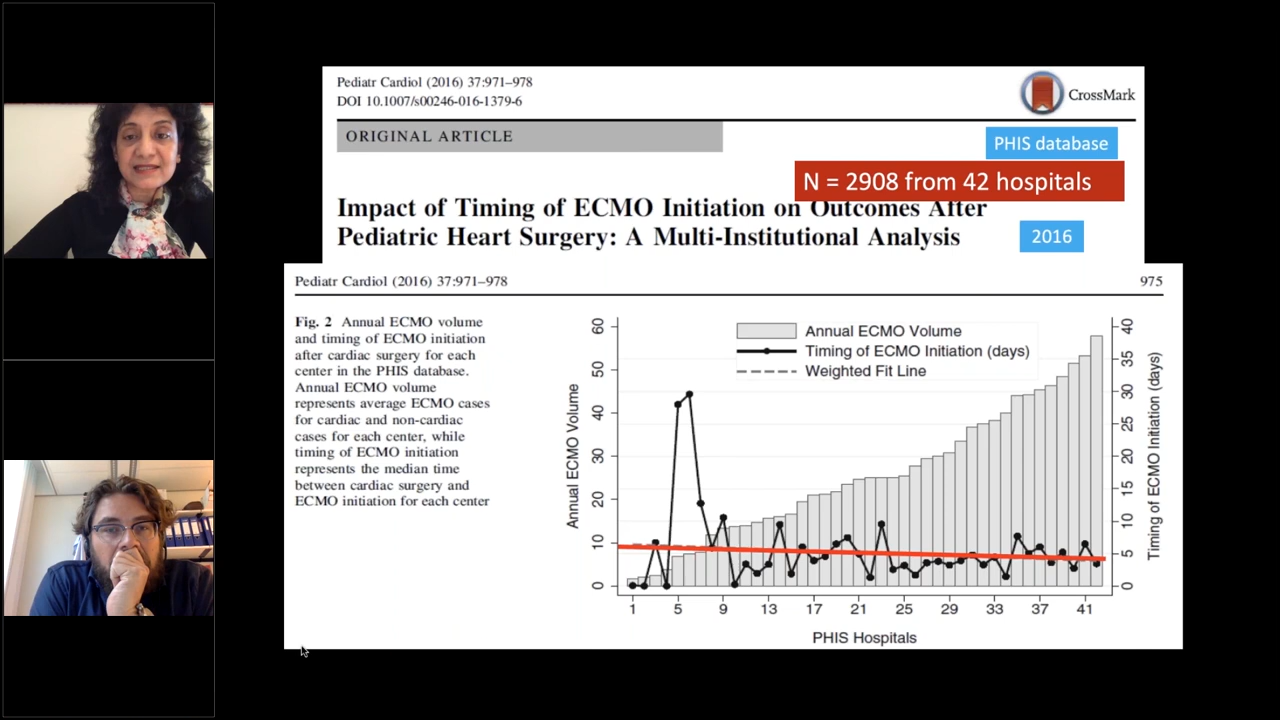 Pediatr Cardiol (2016) 37:971–978
DOI 10.1007/s00246-016-1379-6
CrossMark
ORIGINAL ARTICLE
PHIS database
N = 2908 from 42 hospitals
Impact of Timing of ECMO Initiation on Outcomes After
Pediatric Heart Surgery: A Multi-Institutional Analysis
2016
Pediatr Cardiol (2016) 37:971–978
975
Fig. 2 Annual ECMO volume
and timing of ECMO initiation
after cardiac surgery for each
center in the PHIS database.
Annual ECMO volume
represents average ECMO cases
for cardiac and non-cardiac
cases for each center, while
timing of ECMO initiation
represents the median time
between cardiac surgery and
ECMO initiation for each center
Annual ECMO Volume
60
50
40
30
20
10
0
Annual ECMO Volume
Timing of ECMO Initiation (days)
Weighted Fit Line
40
35
30
25
20
15
10
5
0
Timing of ECMO Initiation (days)
1 5 9 13 17 21 25 29 33 37 41
PHIS Hospitals